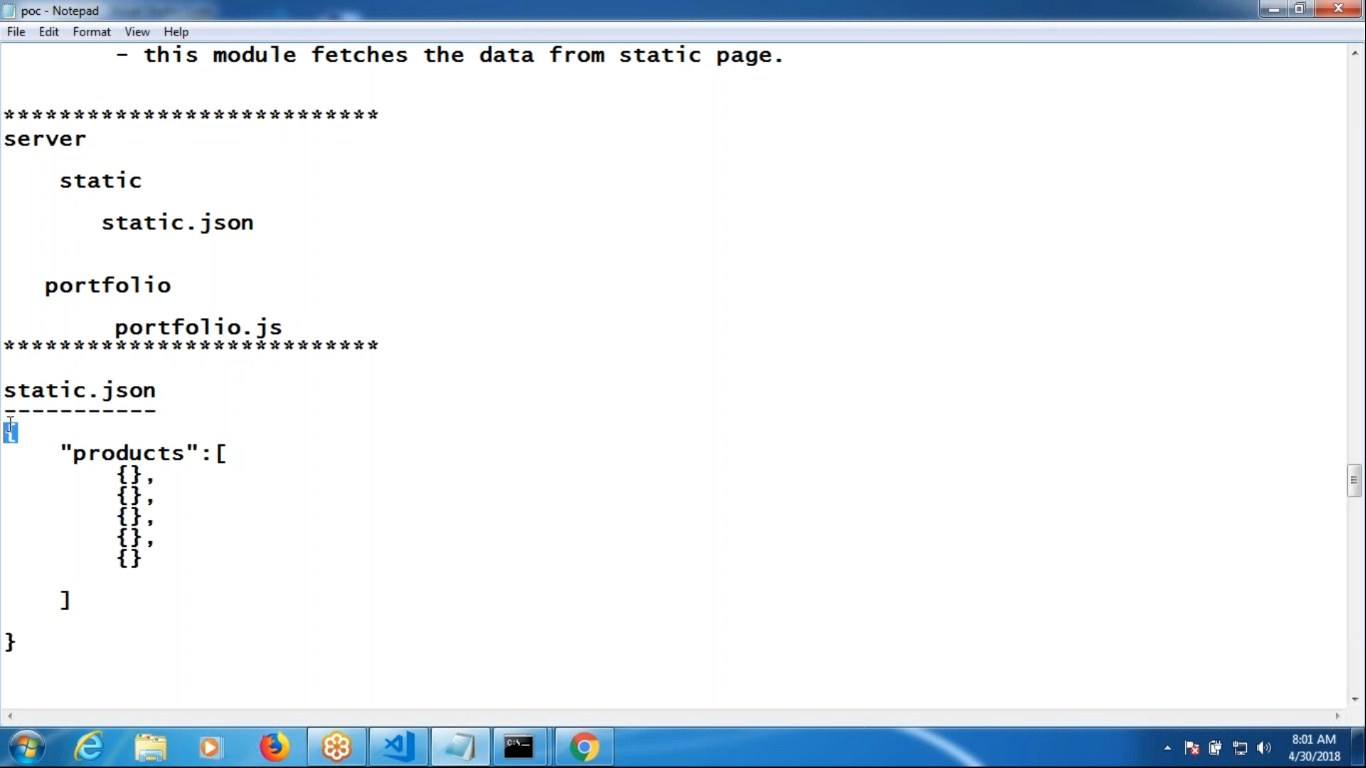 poc - Notepad
File Edit Format View Help
- this module fetches the data from static page.
***************************
server
static
static.json
portfolio
portfolio.js
***************************
static.json
-----------
{
"products":[
{},
{},
{},
{},
{}
]
}
8:01 AM
4/30/2018